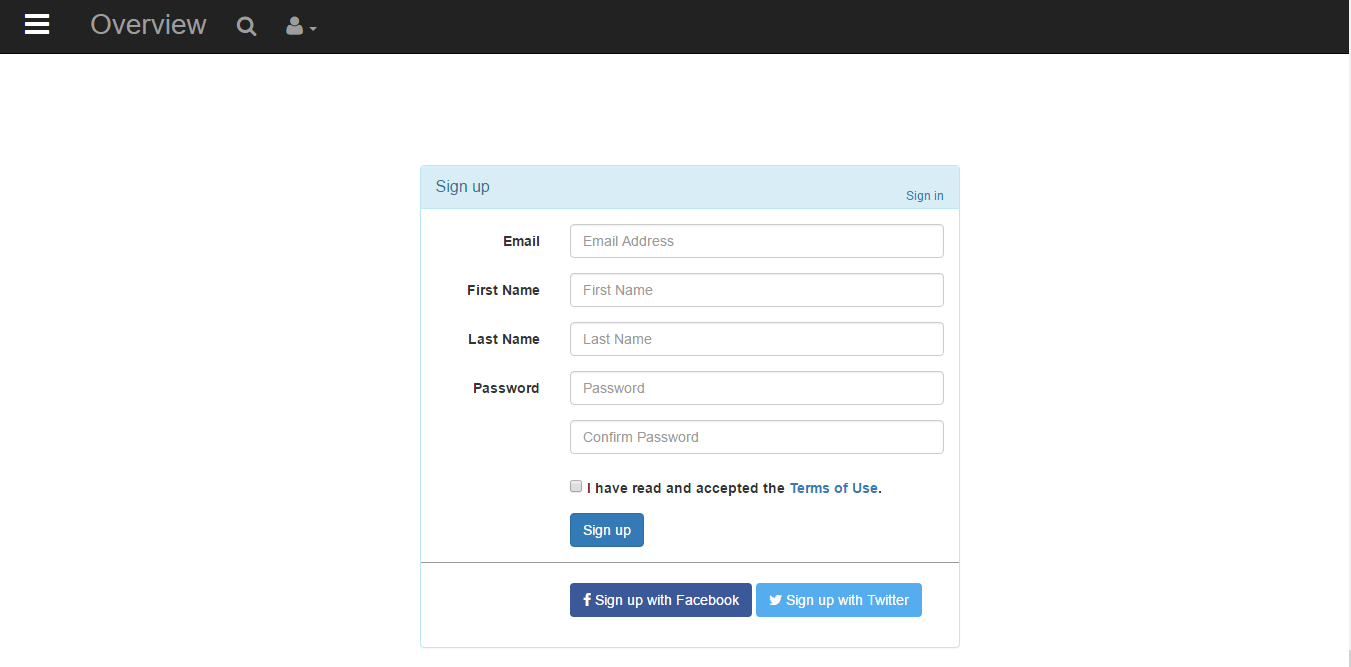 Overview
Sign up
Sign in
Email
Email Address
First Name
First Name
Last Name
Last Name
Password
Password
Confirm Password
I have read and accepted the Terms of Use.
Sign up
Sign up with Facebook
Sign up with Twitter